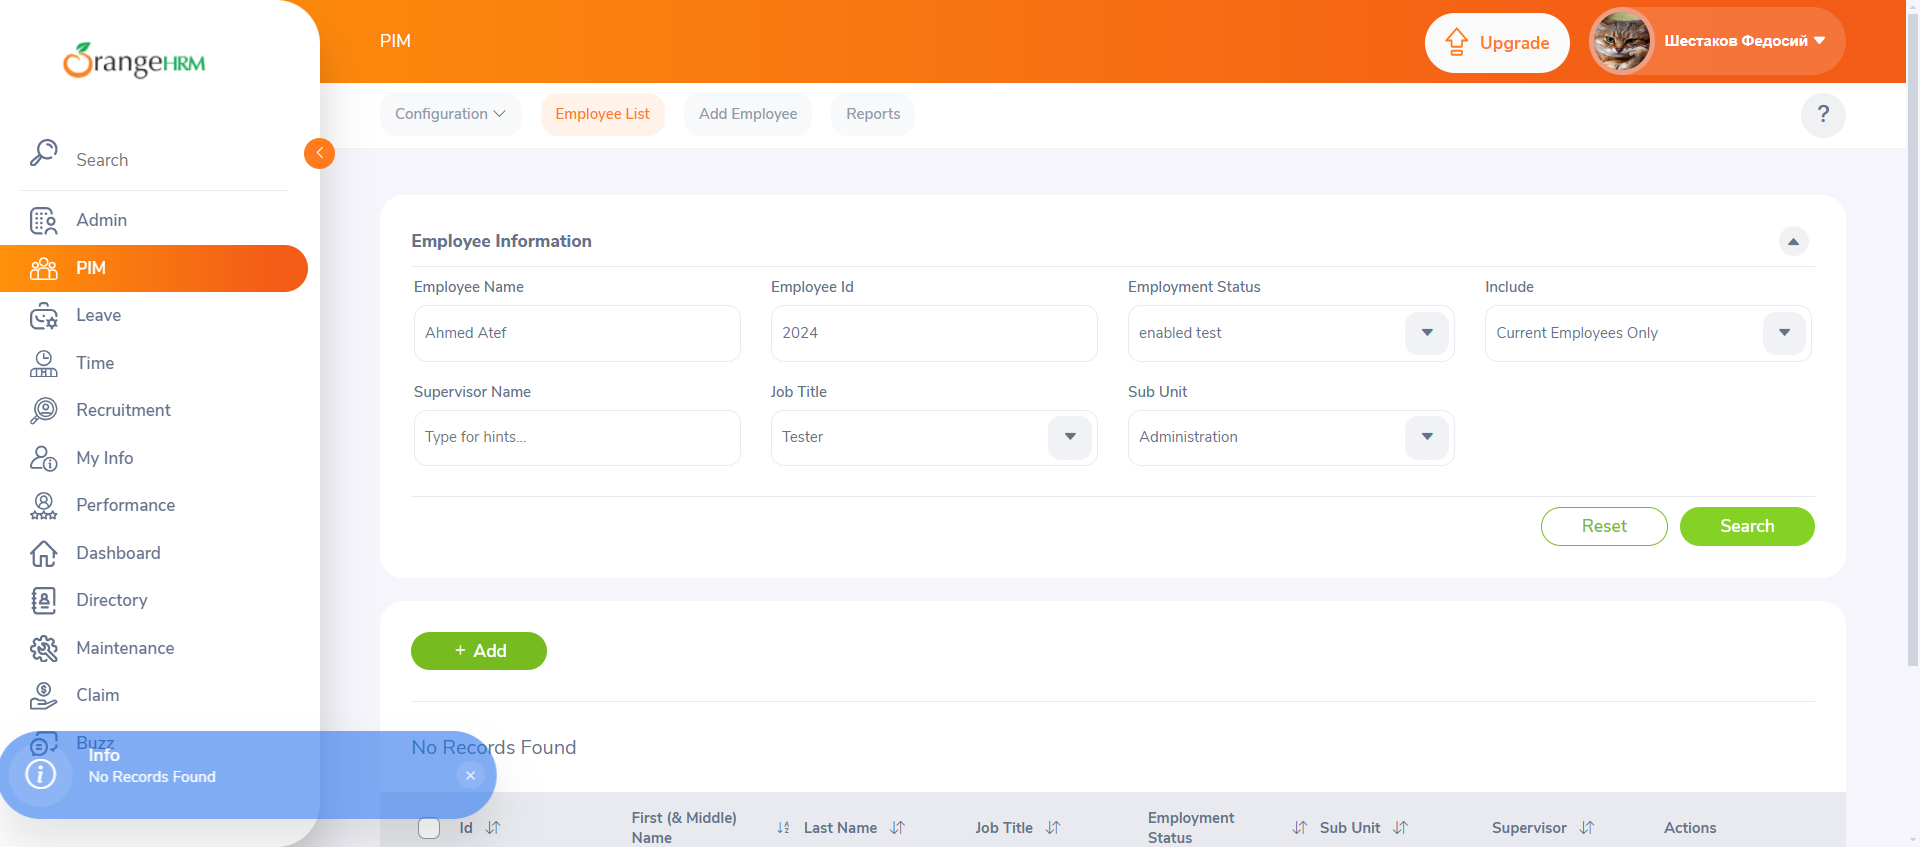 OrangeHRM
PIM
Upgrade
Шестаков Федосий
Search
Configuration
Employee List
Add Employee
Reports
?
Admin
PIM
Leave
Time
Recruitment
My Info
Performance
Dashboard
Directory
Maintenance
Claim
Buzz
Employee Information
Employee Name
Employee Id
Employment Status
Include
Ahmed Atef
2024
enabled test
Current Employees Only
Supervisor Name
Job Title
Sub Unit
Type for hints...
Tester
Administration
Reset
Search
+ Add
No Records Found
Info
No Records Found
Id
First (& Middle)
Name
Last Name
Job Title
Employment
Status
Sub Unit
Supervisor
Actions